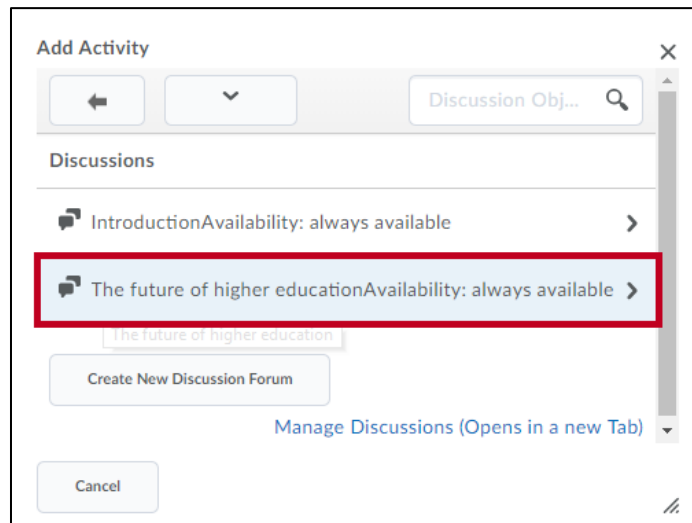 Add Activity
Discussion Obj...
Discussions
IntroductionAvailability: always available
The future of higher educationAvailability: always available
The future of higher education
Create New Discussion Forum
Manage Discussions (Opens in a new Tab)
Cancel